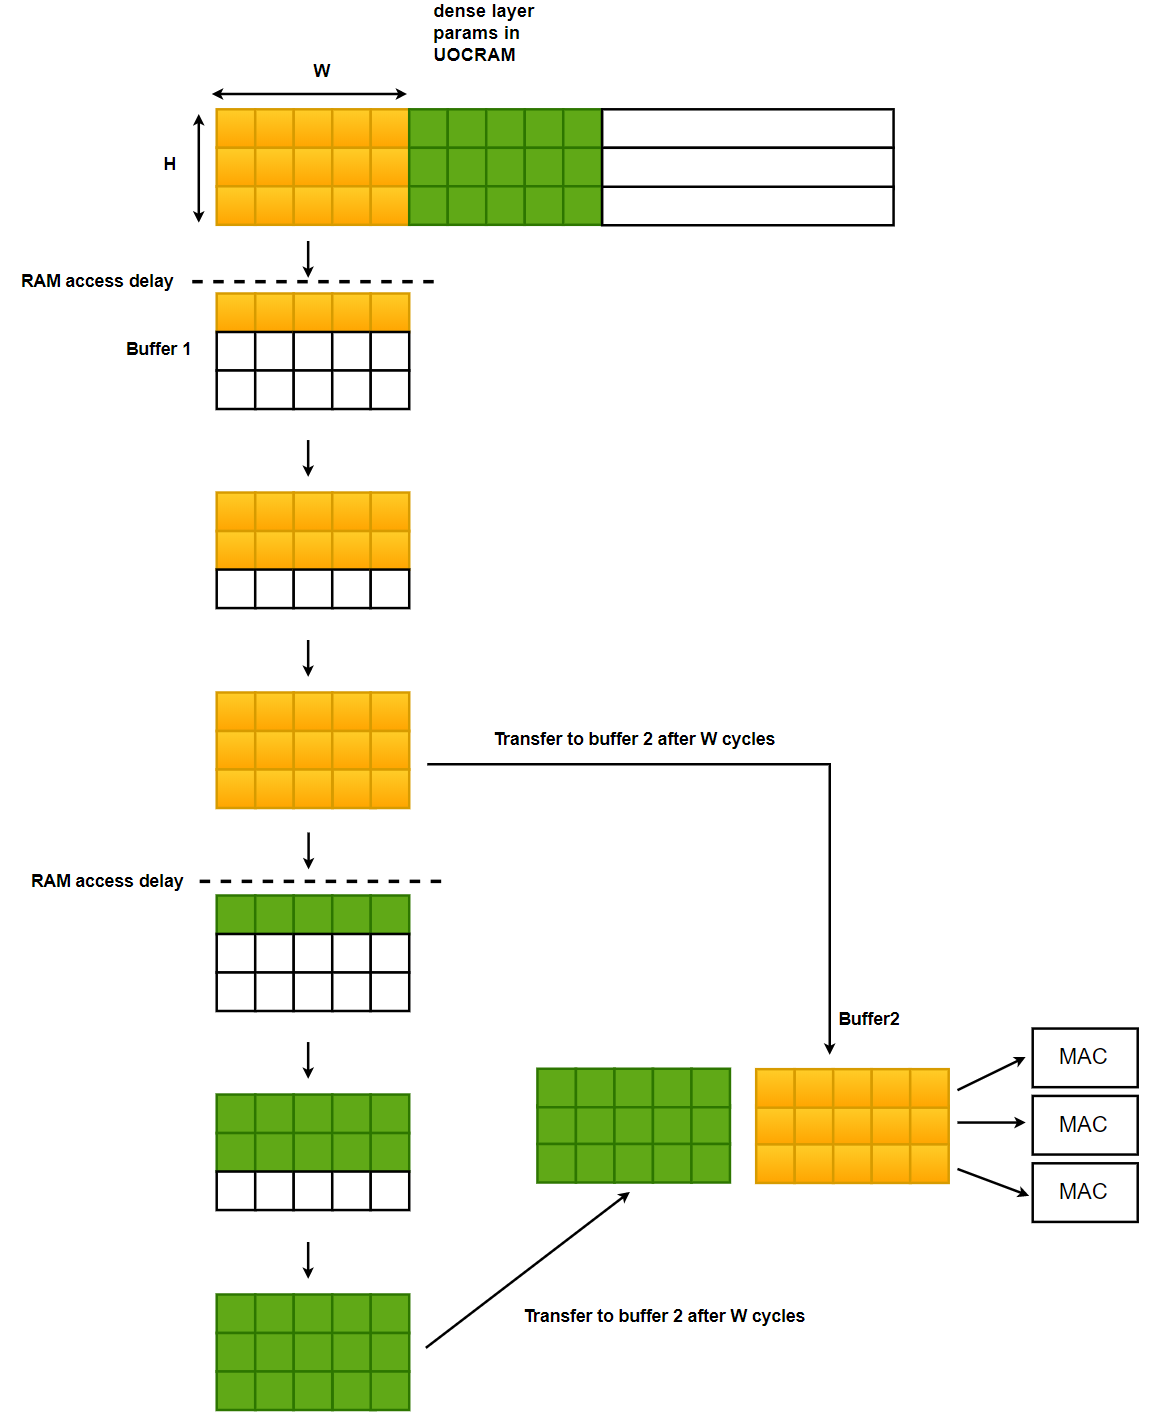 dense layer
params in
UOCRAM
W
H
RAM access delay
Buffer 1
Transfer to buffer 2 after W cycles
RAM access delay
Buffer2
MAC
MAC
MAC
Transfer to buffer 2 after W cycles